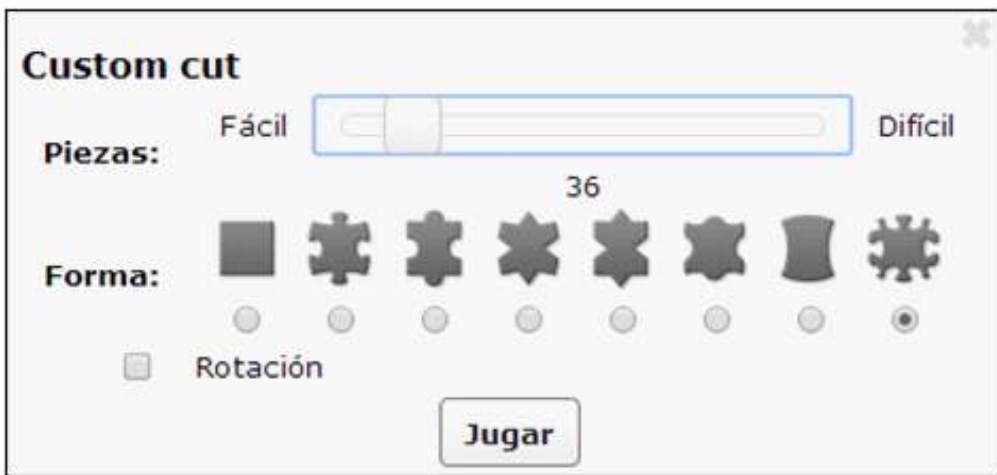 Custom cut
Piezas:
Fácil
Difícil
36
Forma:
Rotación
Jugar